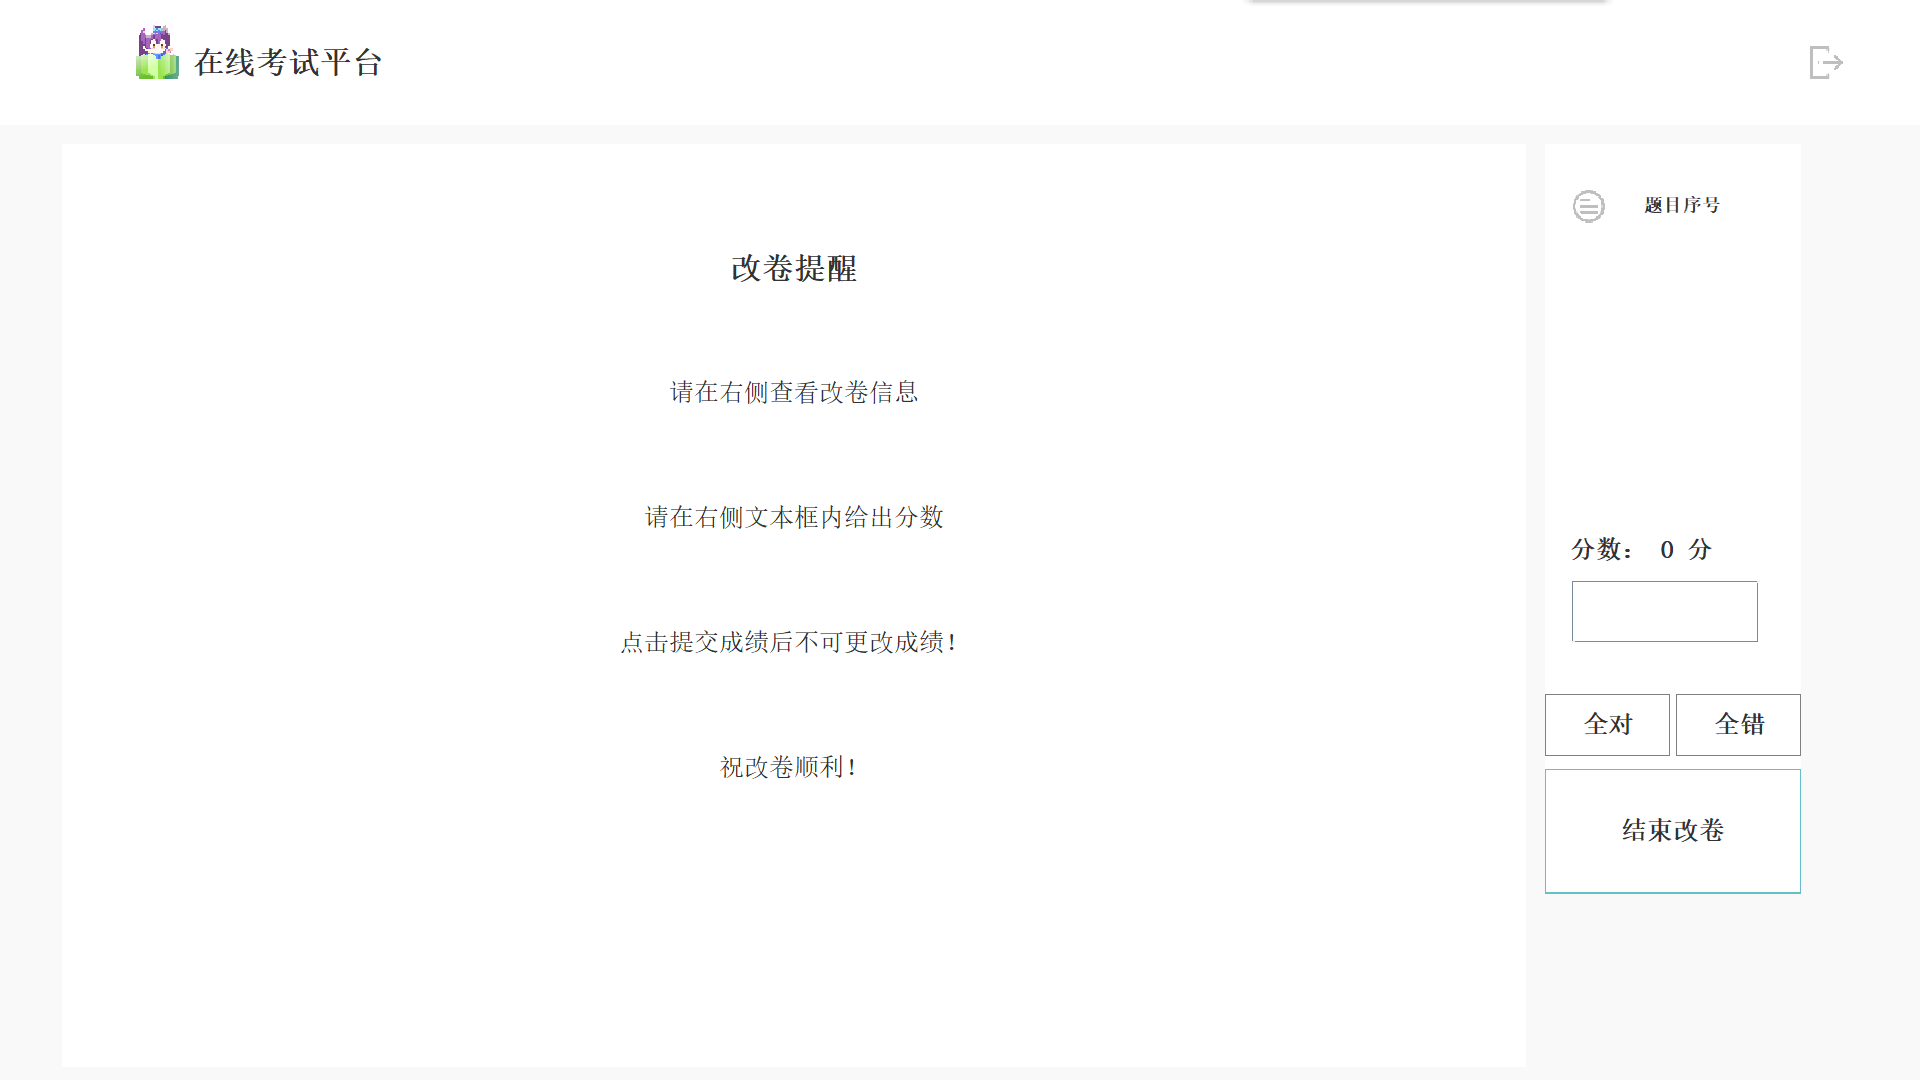 在线考试平台
改卷提醒
请在右侧查看改卷信息
请在右侧文本框内给出分数
点击提交成绩后不可更改成绩！
祝改卷顺利！
题目序号
分数： 0 分
全对
全错
结束改卷